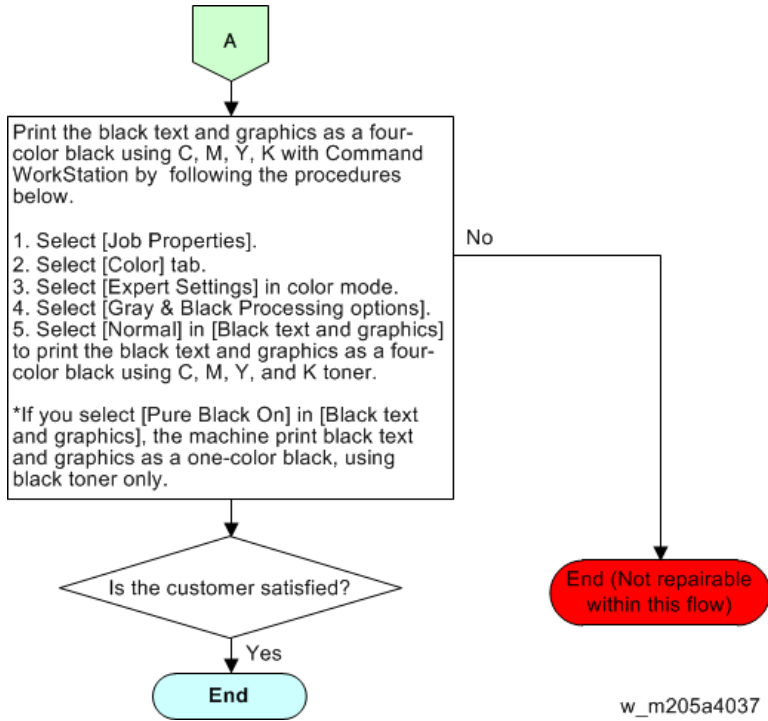 A
Print the black text and graphics as a four-
color black using C, M, Y, K with Command
WorkStation by  following the procedures
below.
1. Select [Job Properties].
2. Select [Color] tab.
3. Select [Expert Settings] in color mode.
4. Select [Gray & Black Processing options].
5. Select [Normal] in [Black text and graphics]
to print the black text and graphics as a four-
color black using C, M, Y, and K toner.
*If you select [Pure Black On] in [Black text
and graphics], the machine print black text
and graphics as a one-color black, using
black toner only.
No
Is the customer satisfied?
End (Not repairable
within this flow)
Yes
End
w_m205a4037